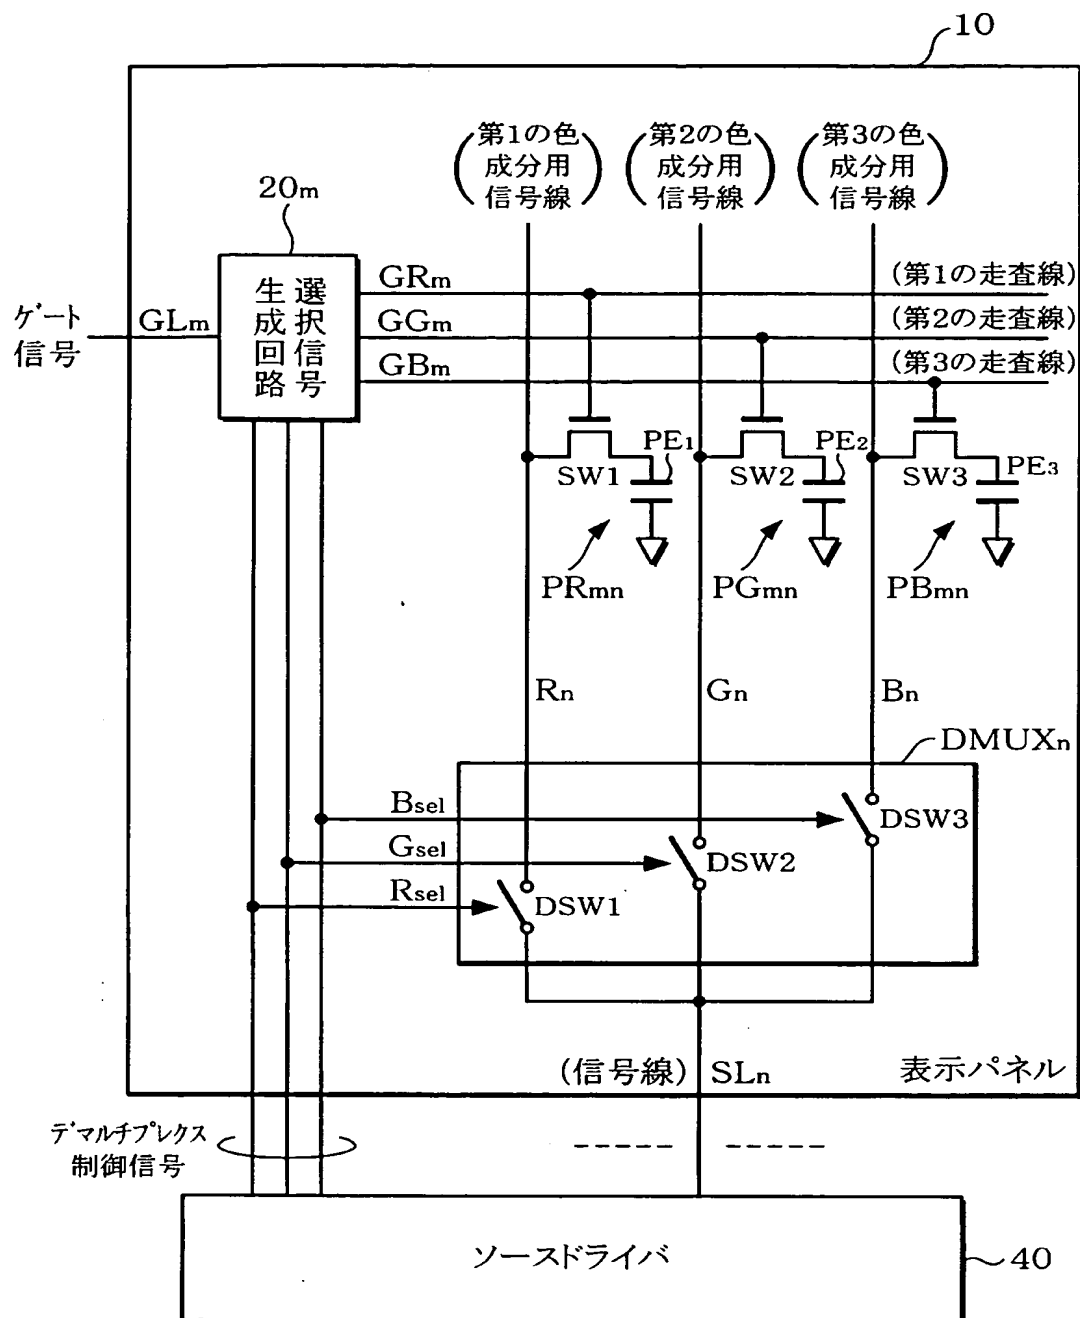 10
第1の色
成分用
信号線
第2の色
成分用
信号線
第3の色
成分用
信号線
20m
選択信号
生成回路
ゲート
信号
GLm
GRm
(第1の走査線)
GGm
(第2の走査線)
GBm
(第3の走査線)
SW1
PE1
SW2
PE2
SW3
PE3
PRmn
PGmn
PBmn
Rn
Gn
Bn
DMUXn
Bsel
DSW3
Gsel
DSW2
Rsel
DSW1
(信号線)
SLn
表示パネル
デマルチプレクス
制御信号
ソースドライバ
40